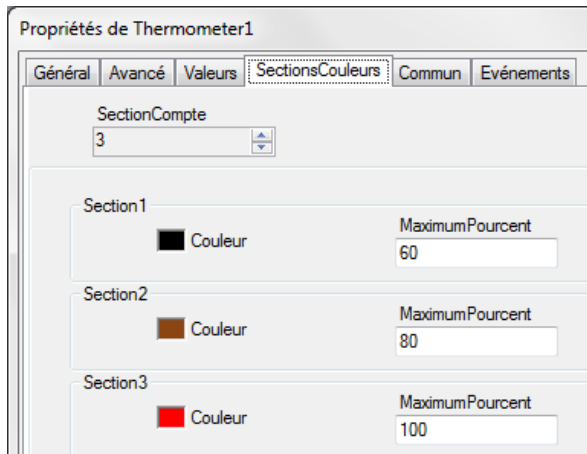 Propriétés de Thermometer1
Général Avancé Valeurs SectionsCouleurs Commun Evénements
SectionCompte
3
Section1
Couleur
MaximumPourcent
60
Section2
Couleur
MaximumPourcent
80
Section3
Couleur
MaximumPourcent
100